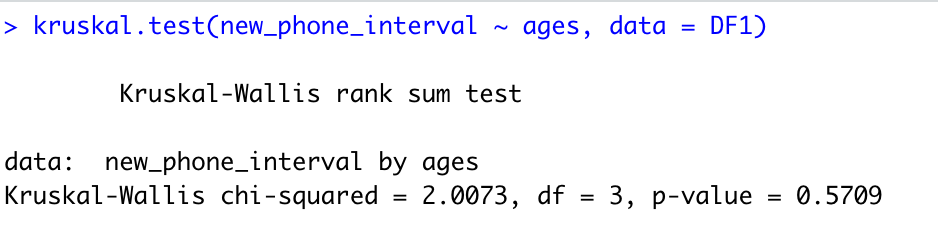 > kruskal.test(new_phone_interval ~ ages, data = DF1)
Kruskal-Wallis rank sum test
data:  new_phone_interval by ages
Kruskal-Wallis chi-squared = 2.0073, df = 3, p-value = 0.5709